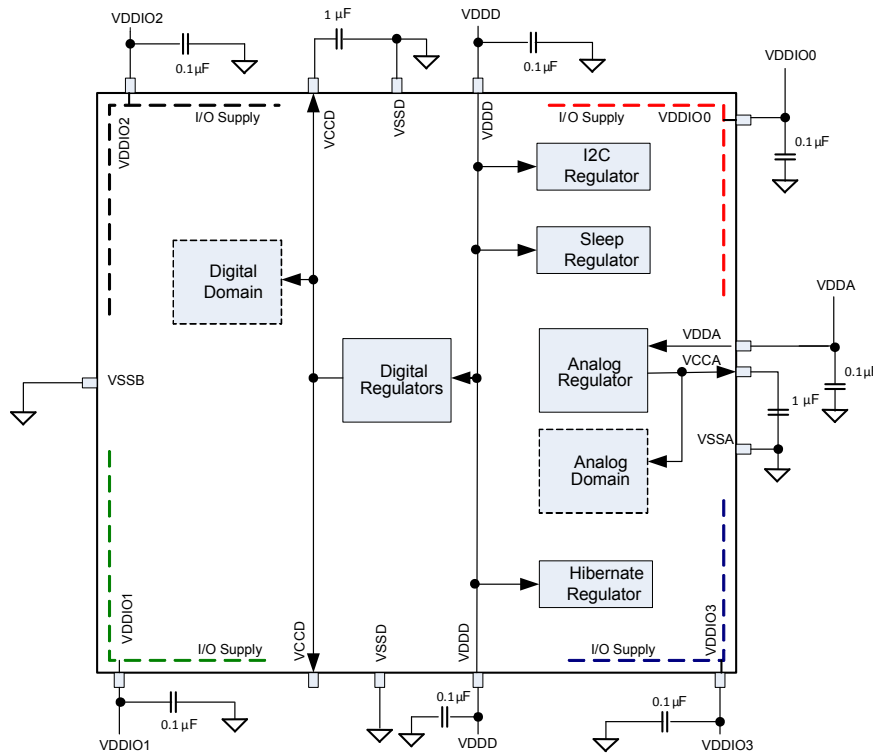 VDDIO2
1 µF
VDDD
0.1µF
0.1µF
VDDIO0
0.1µF
VDDIO2
I/O Supply
VCCD
VSSD
VDDD
I/O Supply
VDDIO0
I2C
Regulator
Sleep
Regulator
Digital
Domain
VDDA
VDDA
Digital
Regulators
Analog
Regulator
VCCA
0.1µF
VSSB
1 µF
VSSA
Analog
Domain
Hibernate
Regulator
VDDIO1
I/O Supply
VCCD
VSSD
VDDD
I/O Supply
VDDIO3
0.1µF
0.1µF
0.1µF
VDDIO1
VDDD
VDDIO3